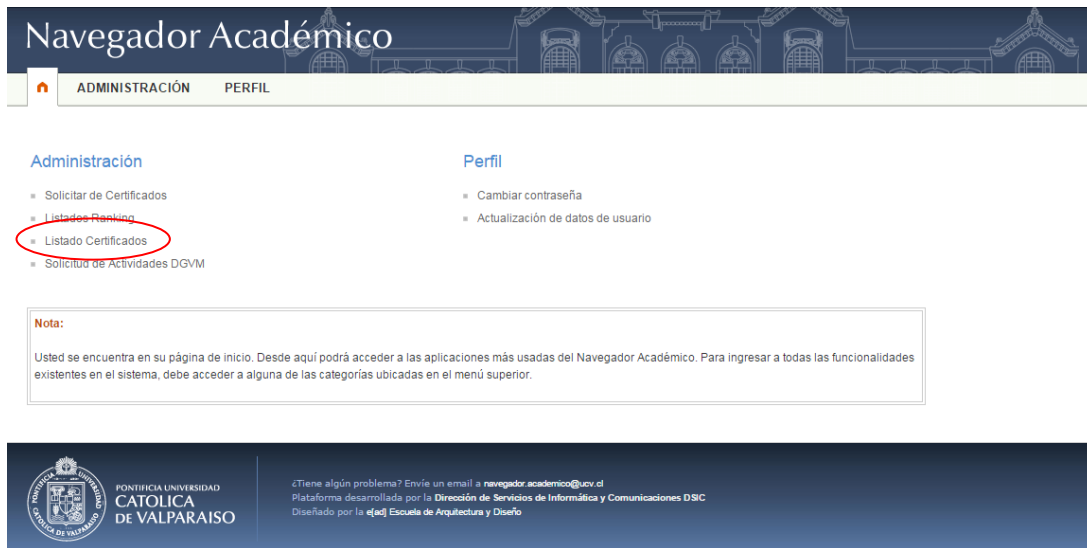 Navegador Académico
ADMINISTRACIÓN PERFIL
Administración
Solicitar de Certificados
Listados Ranking
Listado Certificados
Solicitud de Actividades DGVM
Perfil
Cambiar contraseña
Actualización de datos de usuario
Nota:
Usted se encuentra en su página de inicio. Desde aquí podrá acceder a las aplicaciones más usadas del Navegador Académico. Para ingresar a todas las funcionalidades
existentes en el sistema, debe acceder a alguna de las categorías ubicadas en el menú superior.
PONTIFICIA UNIVERSIDAD
CATOLICA
DE VALPARAISO
¿Tiene algún problema? Envíe un email a navegador.academico@ucv.cl
Plataforma desarrollada por la Dirección de Servicios de Informática y Comunicaciones DSIC
Diseñado por la e[ad] Escuela de Arquitectura y Diseño